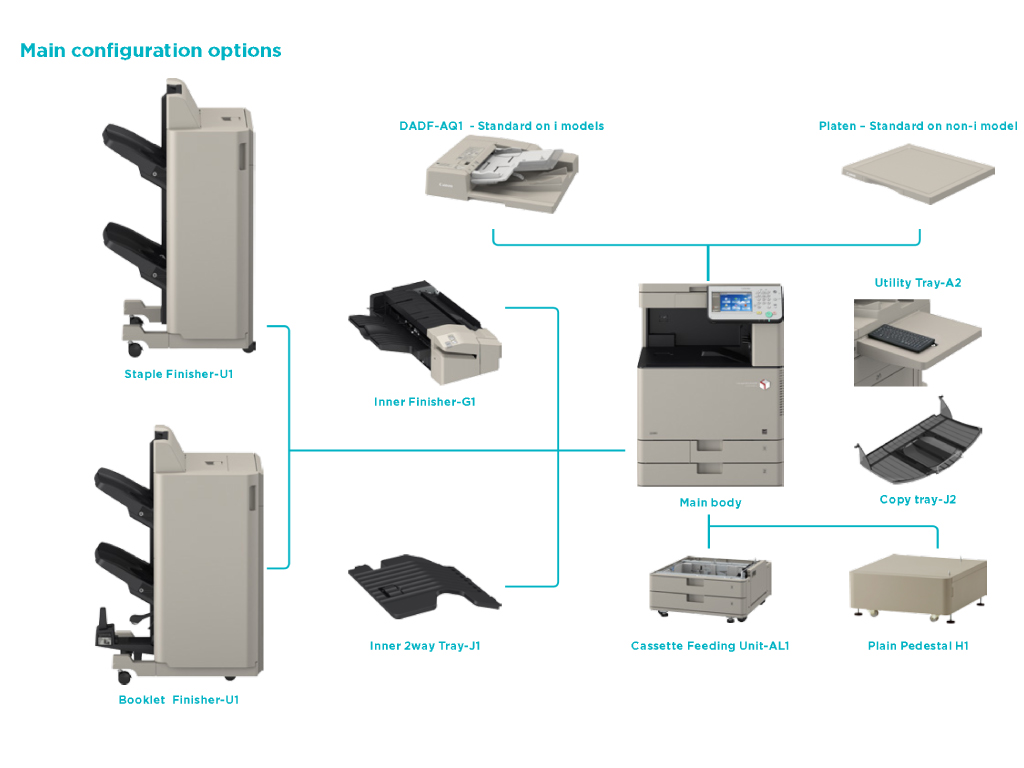 Main configuration options
DADF-AQ1 - Standard on i models
Platen – Standard on non-i model
Canon
Utility Tray-A2
Staple Finisher-U1
Inner Finisher-G1
Main body
Copy tray-J2
Inner 2way Tray-J1
Cassette Feeding Unit-AL1
Plain Pedestal H1
Booklet Finisher-U1